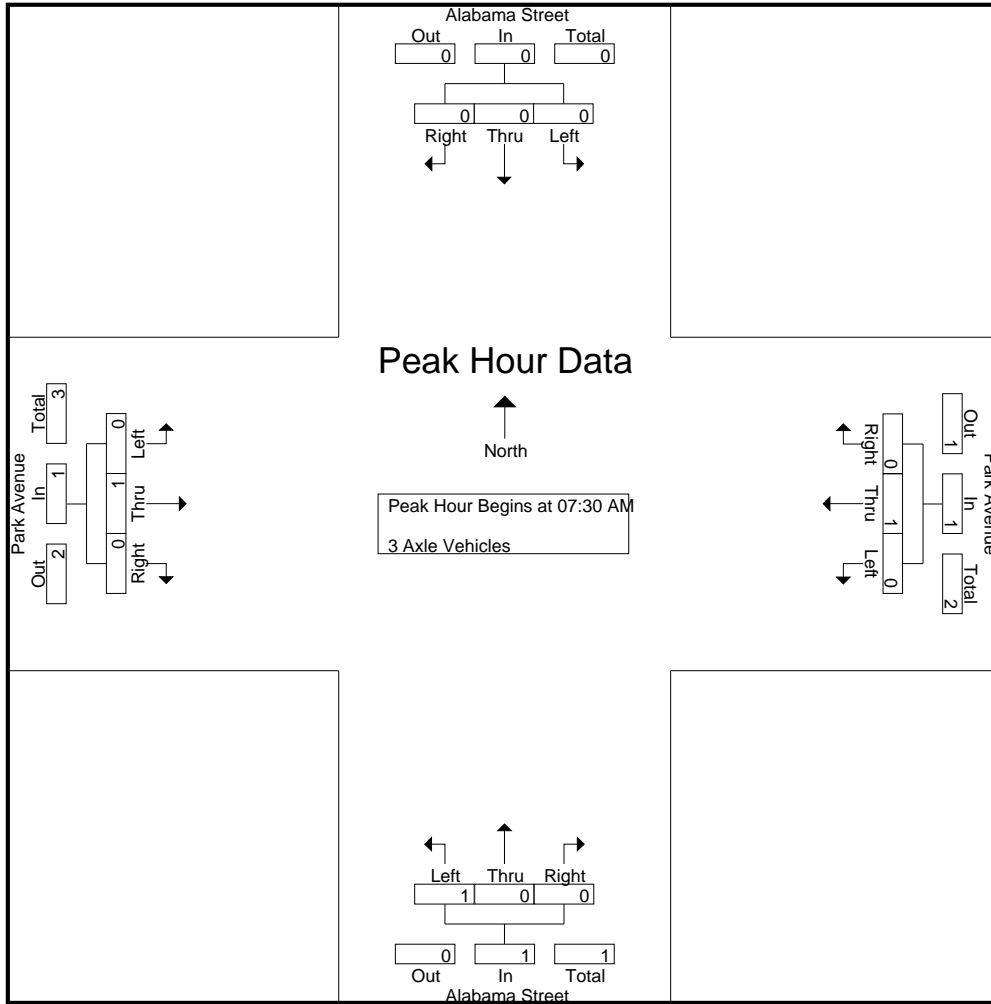 Alabama Street
Out In Total
0 0 0
0 0 0
Right Thru Left
Peak Hour Data
North
Peak Hour Begins at 07:30 AM
3 Axle Vehicles
Park Avenue
Total In Out
3 1 2
0 1 0
Left Thru Right
Park Avenue
Out In Total
1 1 2
0 1 0
Right Thru Left
Left Thru Right
1 0 0
0 1 1
Out In Total
Alabama Street